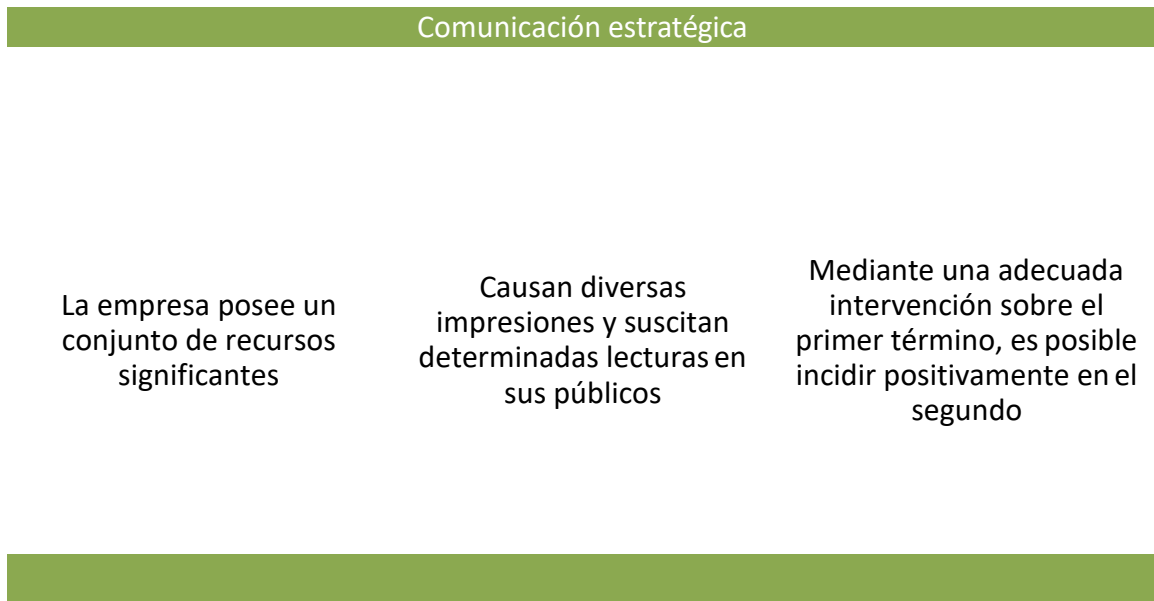 Comunicación estratégica
La empresa posee un
conjunto de recursos
significantes
Causan diversas
impresiones y suscitan
determinadas lecturas en
sus públicos
Mediante una adecuada
intervención sobre el
primer término, es posible
incidir positivamente en el
segundo